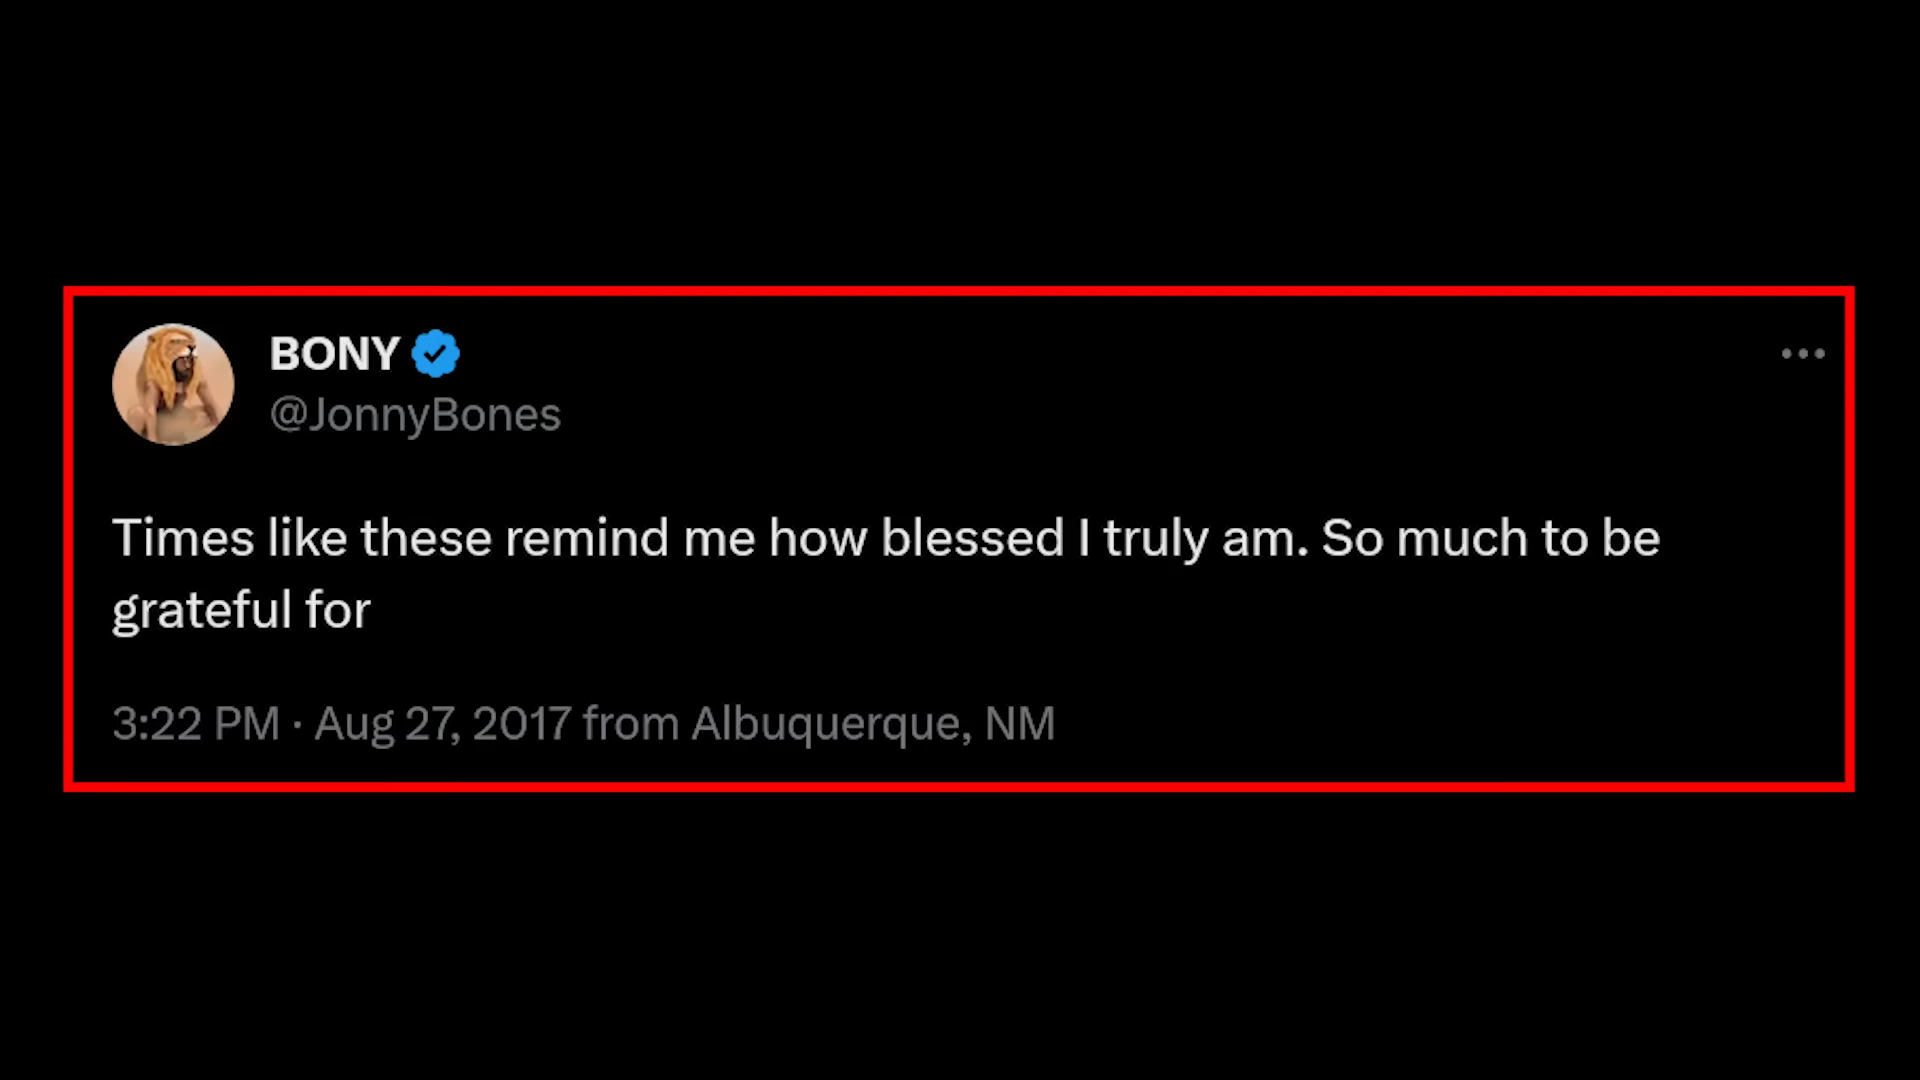 BONY
@JonnyBones
Times like these remind me how blessed I truly am. So much to be
grateful for
3:22 PM · Aug 27, 2017 from Albuquerque, NM